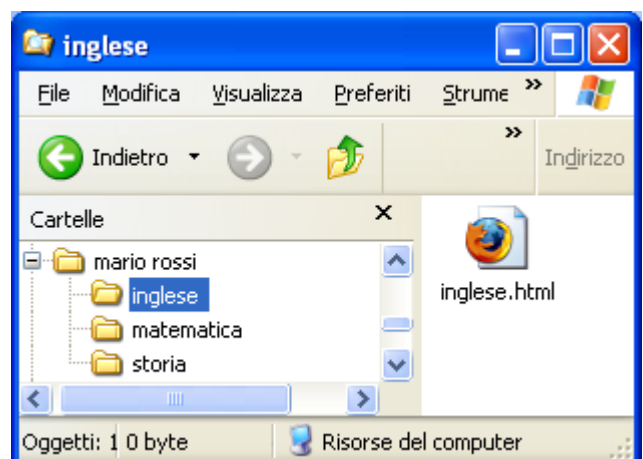 inglese
File Modifica Visualizza Preferiti Strume »
Indietro » Indirizzo
Cartelle
mario rossi
inglese
matematica
storia
inglese.html
Oggetti: 1 0 byte Risorse del computer